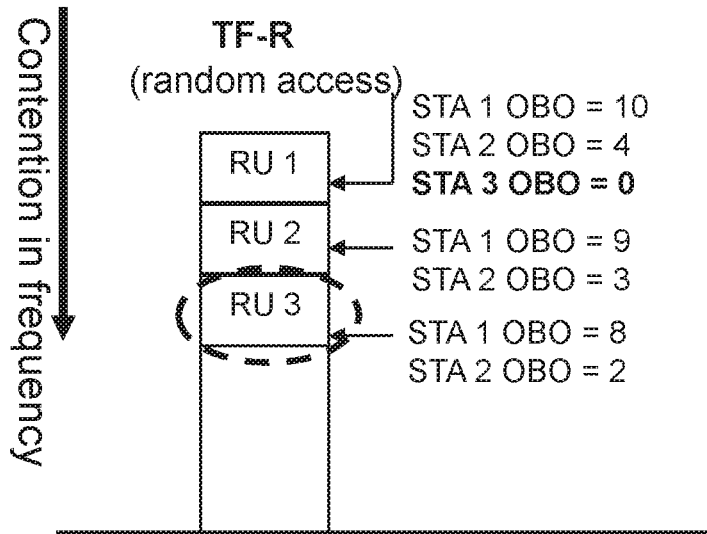 Contention in frequency
TF-R
(random access)
STA 1 OBO = 10
STA 2 OBO = 4
STA 3 OBO = 0
RU 1
RU 2
STA 1 OBO = 9
STA 2 OBO = 3
RU 3
STA 1 OBO = 8
STA 2 OBO = 2